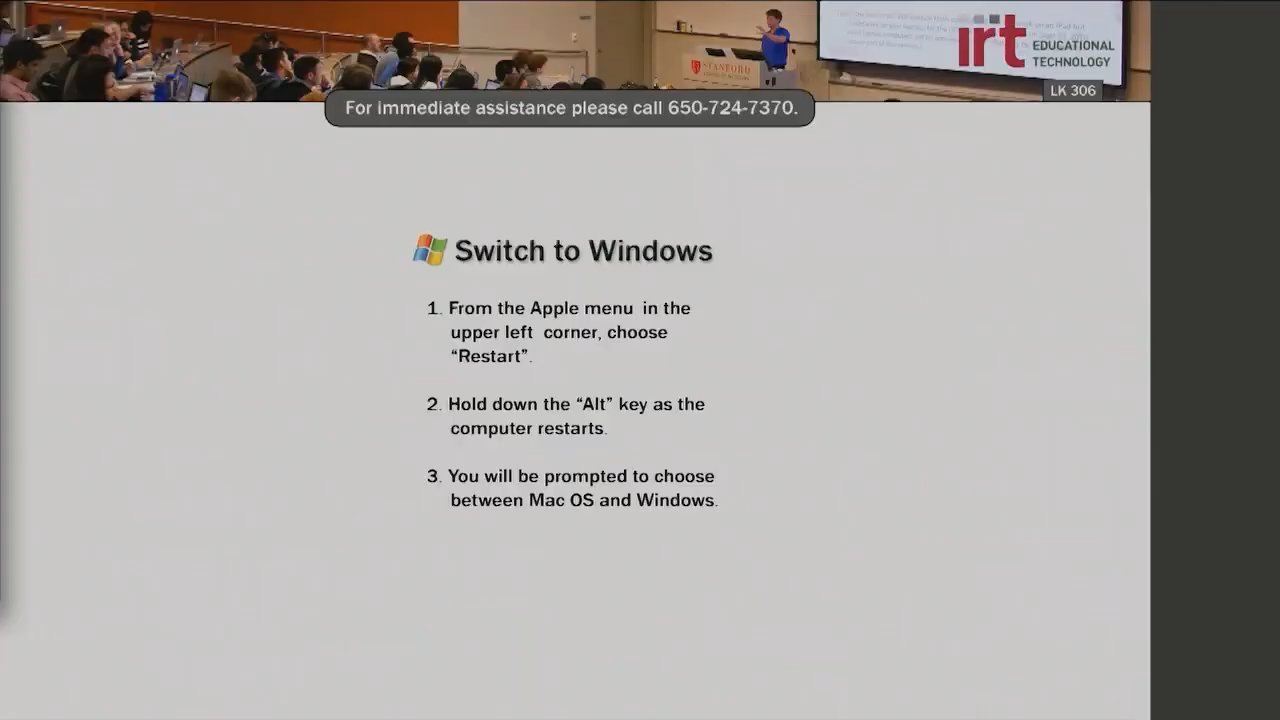 irt EDUCATIONAL
TECHNOLOGY
STANFORD
LK 306
For immediate assistance please call 650-724-7370.
Switch to Windows
1. From the Apple menu in the
upper left corner, choose
“Restart”.
2. Hold down the “Alt” key as the
computer restarts.
3. You will be prompted to choose
between Mac OS and Windows.